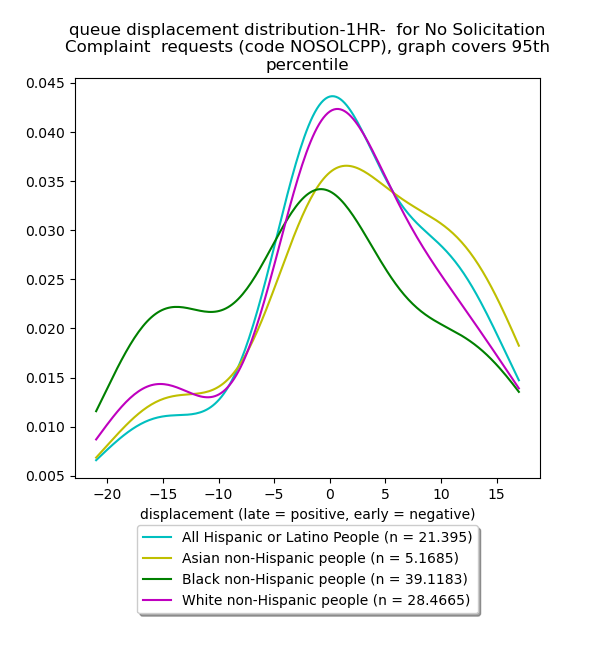 queue displacement distribution-1HR-  for No Solicitation
Complaint  requests (code NOSOLCPP), graph covers 95th
percentile
0.045
0.040
0.035
0.030
0.025
0.020
0.015
0.010
0.005
−20 −15 −10 −5 0 5 10 15
displacement (late = positive, early = negative)
All Hispanic or Latino People (n = 21.395)
Asian non-Hispanic people (n = 5.1685)
Black non-Hispanic people (n = 39.1183)
White non-Hispanic people (n = 28.4665)